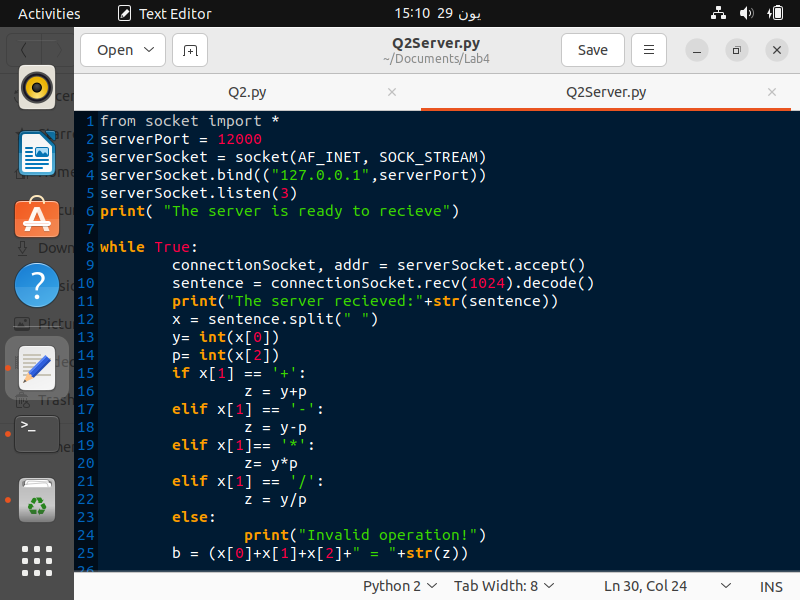 Activities
Text Editor
15:10 29 يون
Open
Q2Server.py
~/Documents/Lab4
Save
Q2.py
Q2Server.py
1 from socket import *
2 serverPort = 12000
3 serverSocket = socket(AF_INET, SOCK_STREAM)
4 serverSocket.bind(("127.0.0.1",serverPort))
5 serverSocket.listen(3)
6 print( "The server is ready to recieve")
7
8 while True:
9         connectionSocket, addr = serverSocket.accept()
10         sentence = connectionSocket.recv(1024).decode()
11         print("The server recieved:"+str(sentence))
12         x = sentence.split(" ")
13         y= int(x[0])
14         p= int(x[2])
15         if x[1] == '+':
16                 z = y+p
17         elif x[1] == '-':
18                 z = y-p
19         elif x[1]== '*':
20                 z= y*p
21         elif x[1] == '/':
22                 z = y/p
23         else:
24                 print("Invalid operation!")
25         b = (x[0]+x[1]+x[2]+" = "+str(z))
Python 2
Tab Width: 8
Ln 30, Col 24
INS